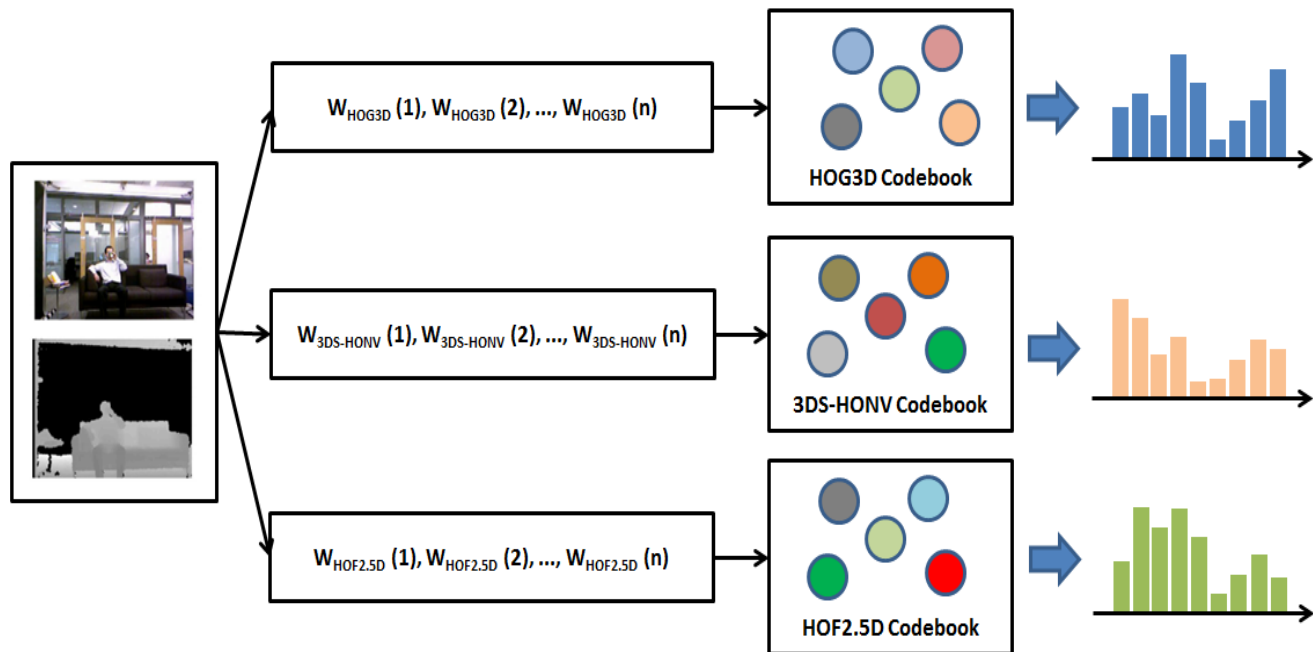 W_HOG3D (1), W_HOG3D (2), ..., W_HOG3D (n)
HOG3D Codebook
W_3DS-HONV (1), W_3DS-HONV (2), ..., W_3DS-HONV (n)
3DS-HONV Codebook
W_HOF2.5D (1), W_HOF2.5D (2), ..., W_HOF2.5D (n)
HOF2.5D Codebook